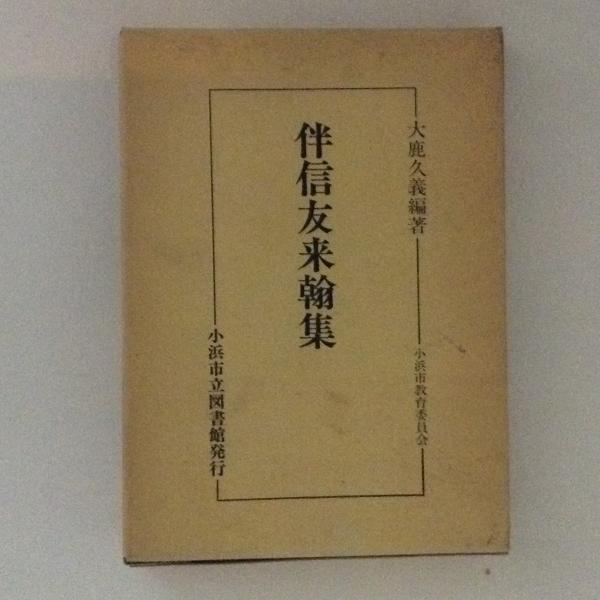 大鹿久義編著
小浜市教育委員会
伴信友来翰集
小浜市立図書館発行